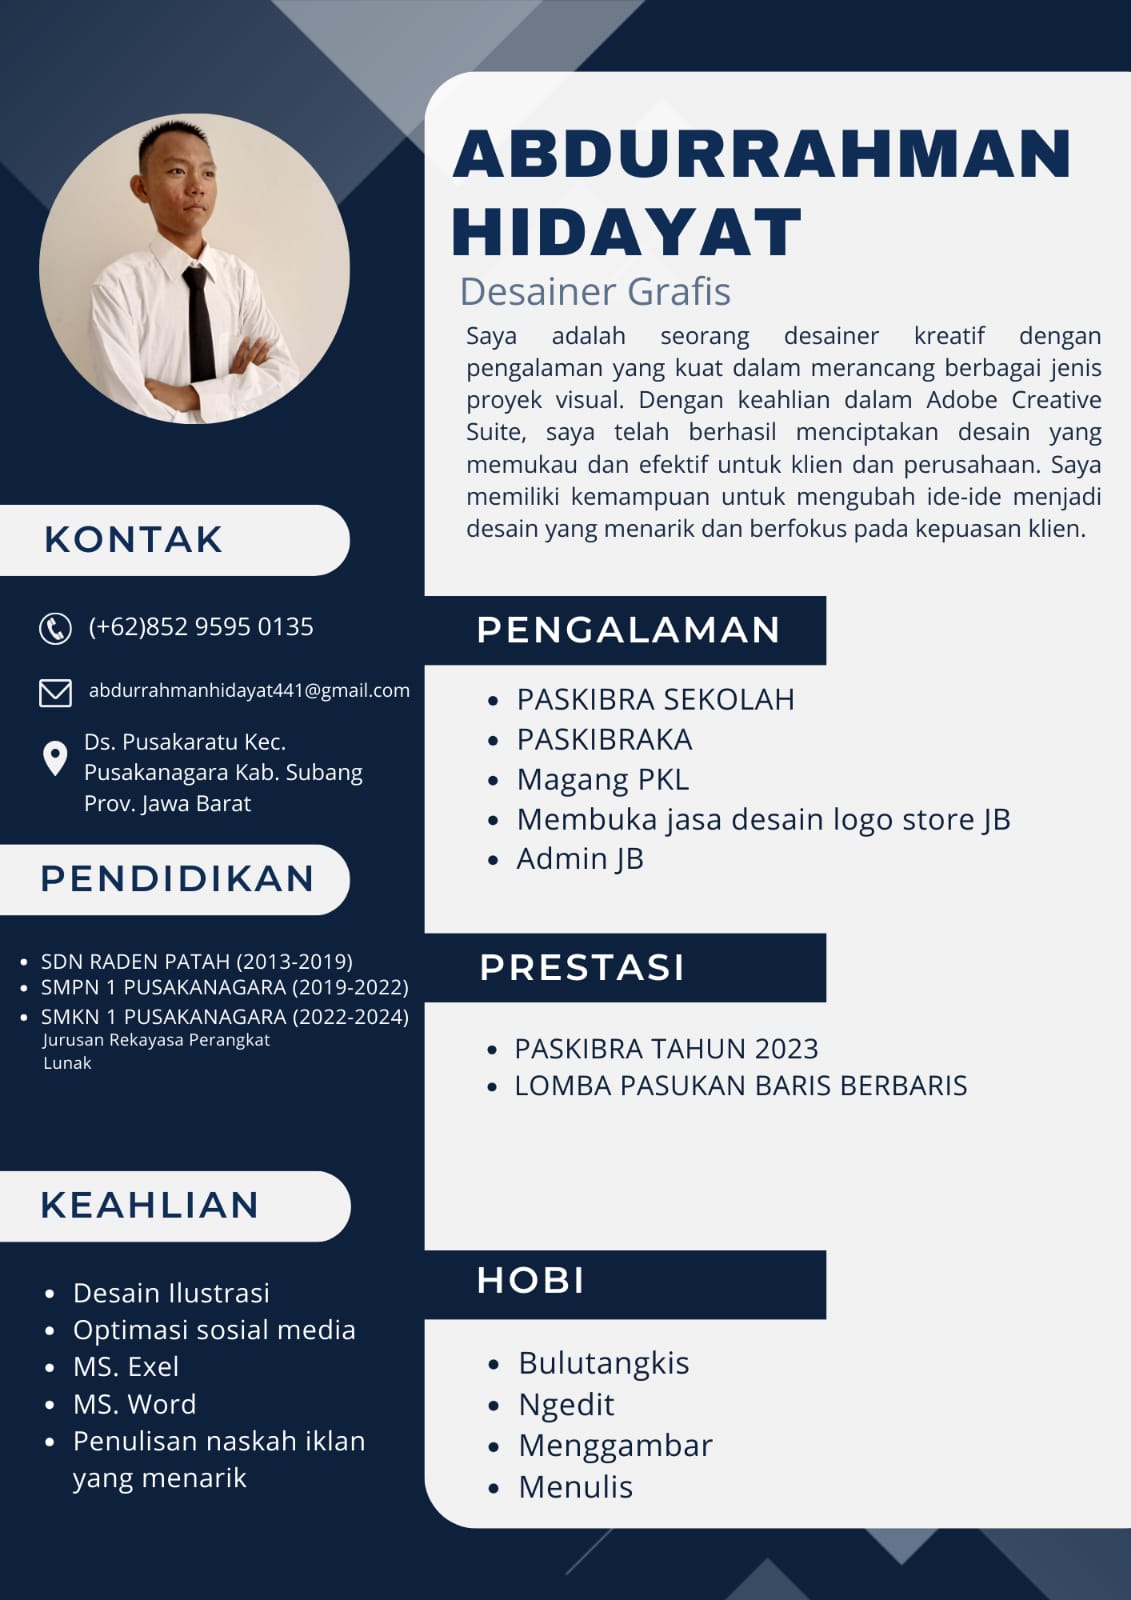 ABDURRAHMAN
HIDAYAT
Desainer Grafis
Saya adalah seorang desainer kreatif dengan
pengalaman yang kuat dalam merancang berbagai jenis
proyek visual. Dengan keahlian dalam Adobe Creative
Suite, saya telah berhasil menciptakan desain yang
memukau dan efektif untuk klien dan perusahaan. Saya
memiliki kemampuan untuk mengubah ide-ide menjadi
desain yang menarik dan berfokus pada kepuasan klien.
KONTAK
(+62)852 9595 0135
abdurrahmanhidayat441@gmail.com
Ds. Pusakaratu Kec.
Pusakanagara Kab. Subang
Prov. Jawa Barat
PENDIDIKAN
SDN RADEN PATAH (2013-2019)
SMPN 1 PUSAKANAGARA (2019-2022)
SMKN 1 PUSAKANAGARA (2022-2024)
Jurusan Rekayasa Perangkat
Lunak
KEAHLIAN
Desain Ilustrasi
Optimasi sosial media
MS. Exel
MS. Word
Penulisan naskah iklan
yang menarik
PENGALAMAN
PASKIBRA SEKOLAH
PASKIBRAKA
Magang PKL
Membuka jasa desain logo store JB
Admin JB
PRESTASI
PASKIBRA TAHUN 2023
LOMBA PASUKAN BARIS BERBARIS
HOBI
Bulutangkis
Ngedit
Menggambar
Menulis